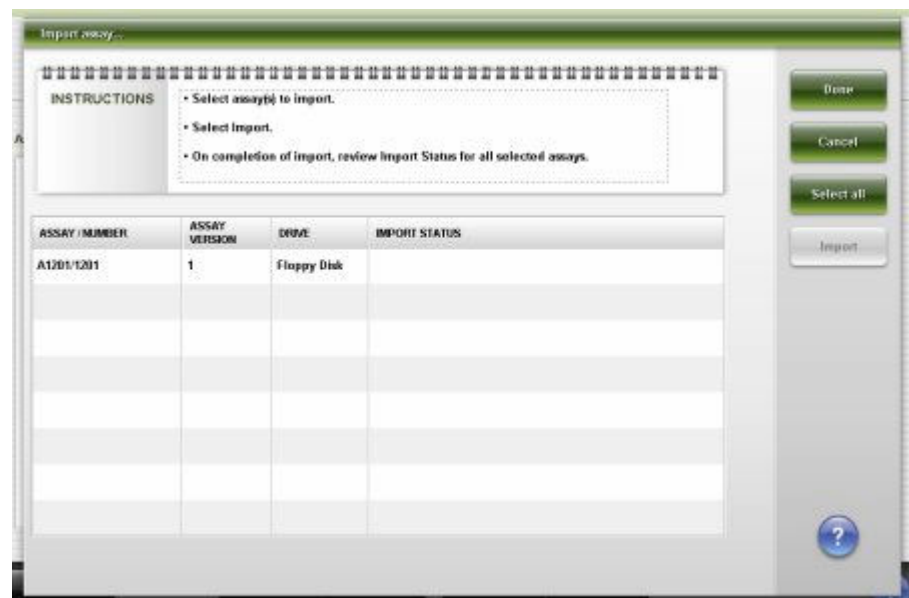 Import assay...
INSTRUCTIONS
• Select assay(s) to import.
• Select Import.
• On completion of import, review Import Status for all selected assays.
Done
Cancel
Select all
Import
ASSAY / NUMBER
ASSAY VERSION
DRIVE
IMPORT STATUS
A1201/1201
1
Floppy Disk
?